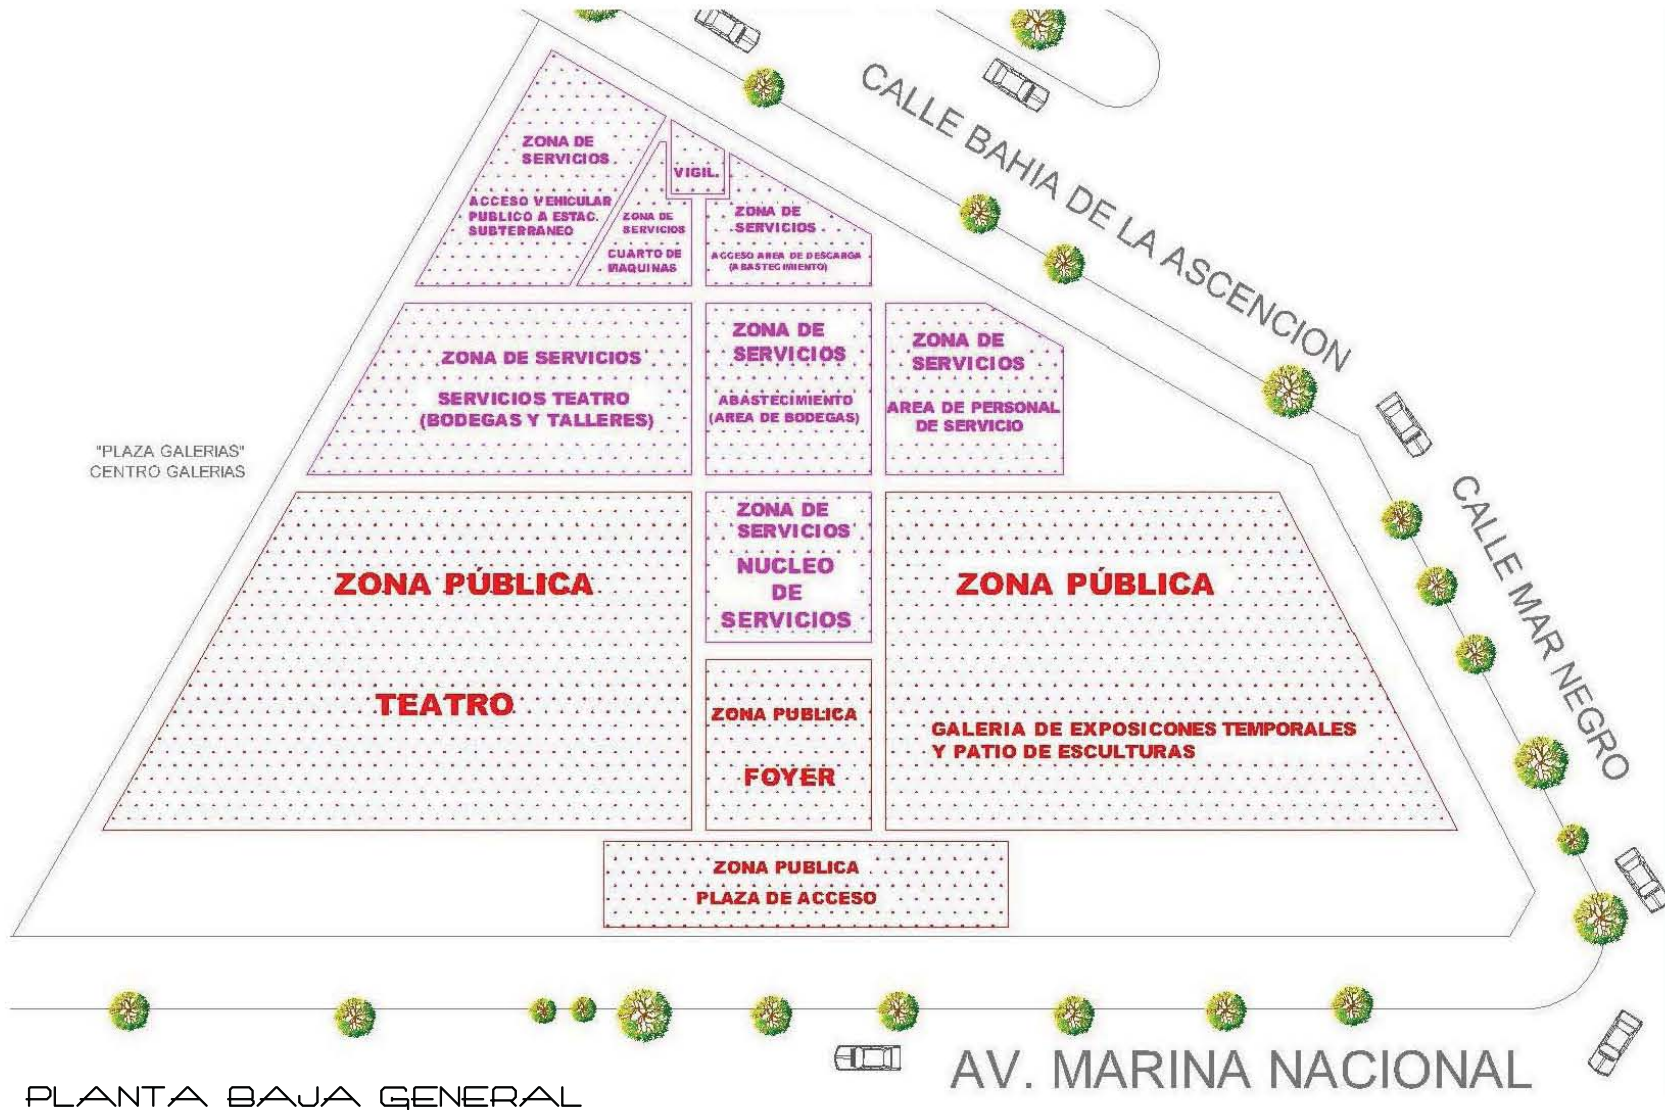 CALLE BAHIA DE LA ASCENCION
ZONA DE
SERVICIOS
ACCESO VEHICULAR
PUBLICO A ESTAC.
SUBTERRANEO
VIGIL.
ZONA DE
SERVICIOS
CUARTO DE
MAQUINAS
ZONA DE
SERVICIOS
ACCESO AREA DE DESCARGA
(ABASTECIMIENTO)
ZONA DE SERVICIOS
SERVICIOS TEATRO
(BODEGAS Y TALLERES)
ZONA DE
SERVICIOS
ABASTECIMIENTO
(AREA DE BODEGAS)
ZONA DE
SERVICIOS
AREA DE PERSONAL
DE SERVICIO
"PLAZA GALERIAS"
CENTRO GALERIAS
CALLE MAR NEGRO
ZONA PÚBLICA
TEATRO
ZONA DE
SERVICIOS
NUCLEO
DE
SERVICIOS
ZONA PUBLICA
FOYER
ZONA PÚBLICA
GALERIA DE EXPOSICONES TEMPORALES
Y PATIO DE ESCULTURAS
ZONA PUBLICA
PLAZA DE ACCESO
AV. MARINA NACIONAL
PLANTA BAJA GENERAL